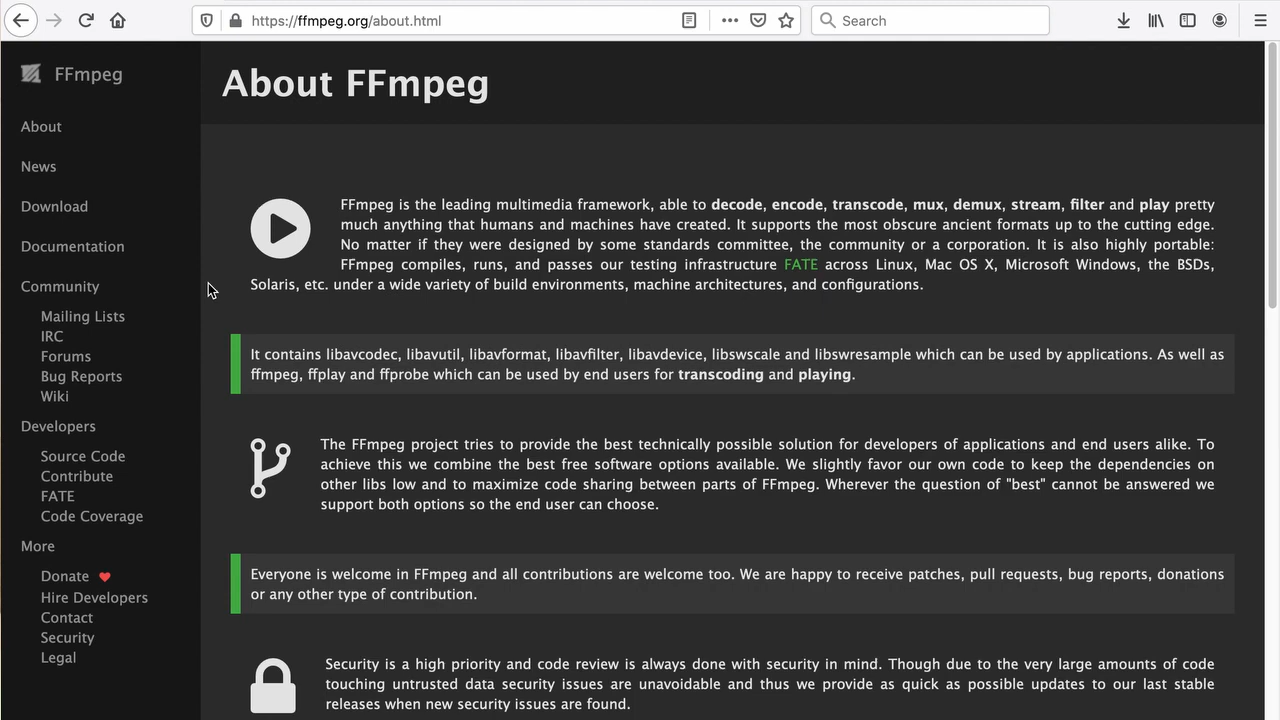 https://ffmpeg.org/about.html
Search
FFmpeg
About
News
Download
Documentation
Community
Mailing Lists
IRC
Forums
Bug Reports
Wiki
Developers
Source Code
Contribute
FATE
Code Coverage
More
Donate
Hire Developers
Contact
Security
Legal
About FFmpeg
FFmpeg is the leading multimedia framework, able to decode, encode, transcode, mux, demux, stream, filter and play pretty
much anything that humans and machines have created. It supports the most obscure ancient formats up to the cutting edge.
No matter if they were designed by some standards committee, the community or a corporation. It is also highly portable:
FFmpeg compiles, runs, and passes our testing infrastructure FATE across Linux, Mac OS X, Microsoft Windows, the BSDs,
Solaris, etc. under a wide variety of build environments, machine architectures, and configurations.
It contains libavcodec, libavutil, libavformat, libavfilter, libavdevice, libswscale and libswresample which can be used by applications. As well as
ffmpeg, ffplay and ffprobe which can be used by end users for transcoding and playing.
The FFmpeg project tries to provide the best technically possible solution for developers of applications and end users alike. To
achieve this we combine the best free software options available. We slightly favor our own code to keep the dependencies on
other libs low and to maximize code sharing between parts of FFmpeg. Wherever the question of "best" cannot be answered we
support both options so the end user can choose.
Everyone is welcome in FFmpeg and all contributions are welcome too. We are happy to receive patches, pull requests, bug reports, donations
or any other type of contribution.
Security is a high priority and code review is always done with security in mind. Though due to the very large amounts of code
touching untrusted data security issues are unavoidable and thus we provide as quick as possible updates to our last stable
releases when new security issues are found.